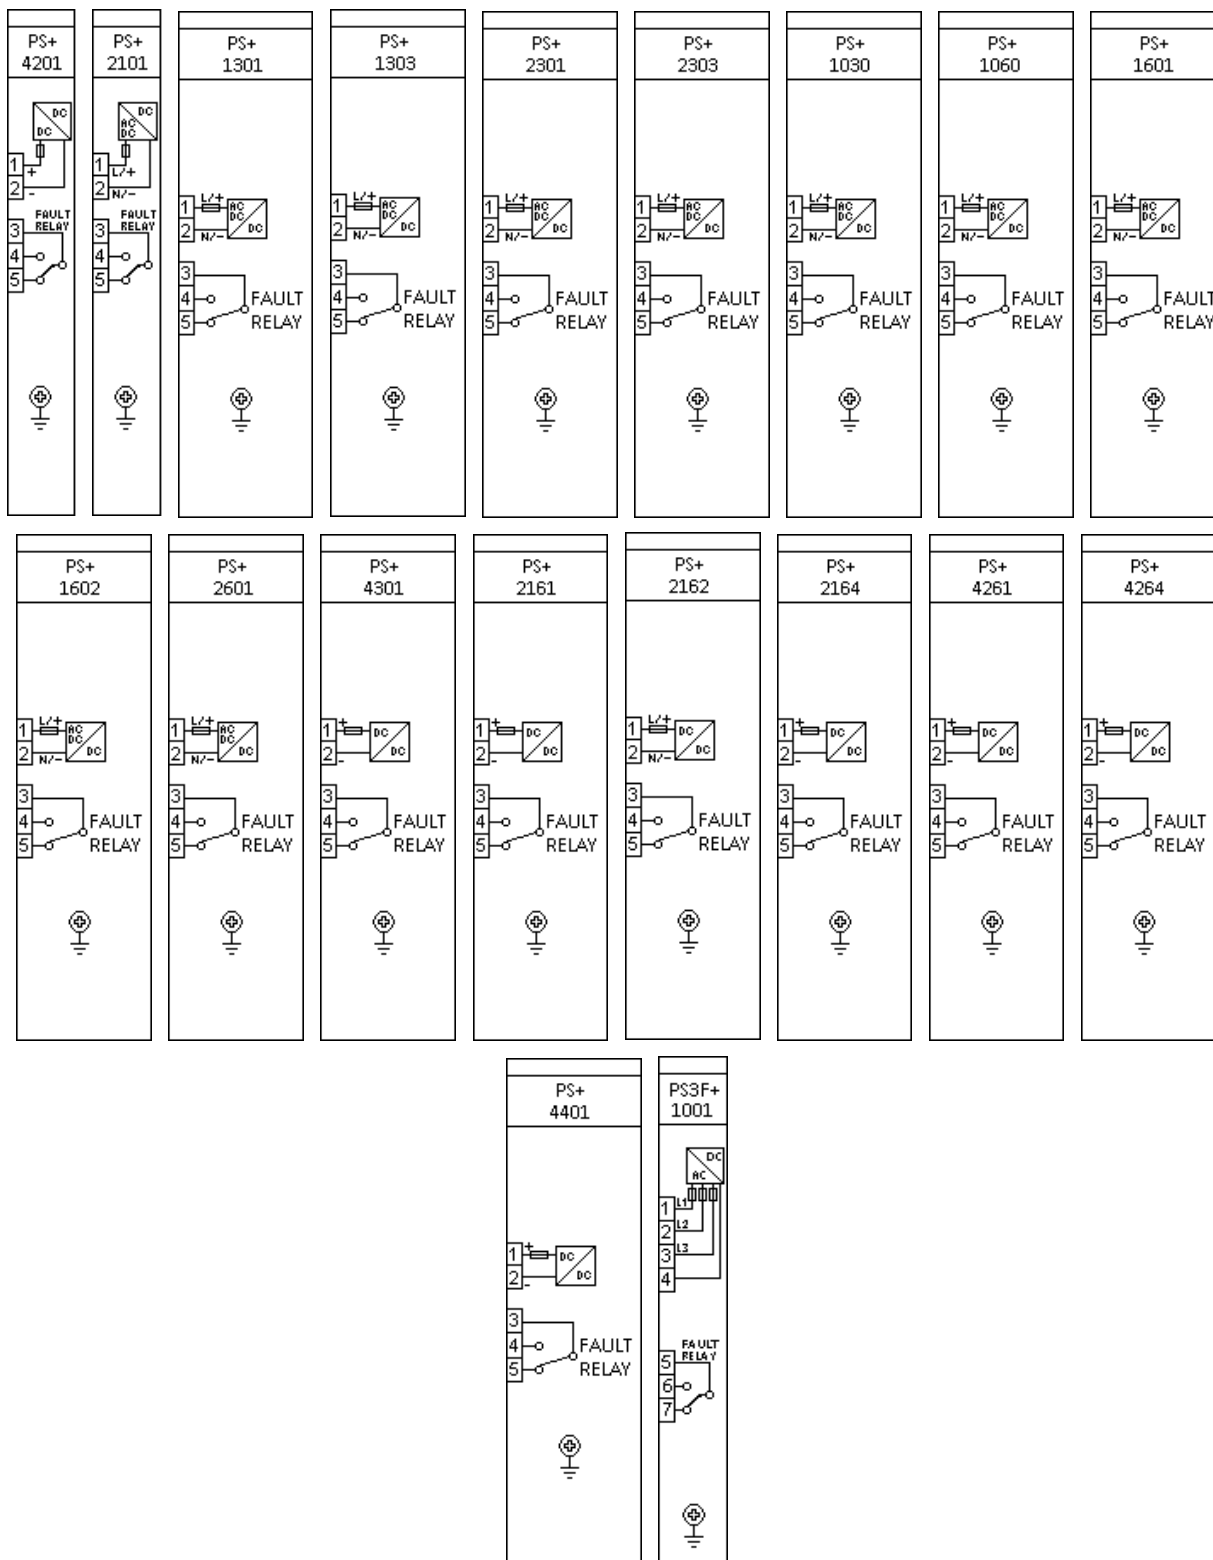 PS+
4201
DC
DC
1
+
2
-
FAULT
RELAY
3
4
5
PS+
2101
DC
AC
DC
1
L/+
2
N/-
FAULT
RELAY
3
4
5
PS+
1301
L/+
1
AC
DC
DC
2
N/-
3
4
FAULT
5
RELAY
PS+
1303
L/+
1
AC
DC
DC
2
N/-
3
4
FAULT
5
RELAY
PS+
2301
L/+
1
AC
DC
DC
2
N/-
3
4
FAULT
5
RELAY
PS+
2303
L/+
1
AC
DC
DC
2
N/-
3
4
FAULT
5
RELAY
PS+
1030
L/+
1
AC
DC
DC
2
N/-
3
4
FAULT
5
RELAY
PS+
1060
L/+
1
AC
DC
DC
2
N/-
3
4
FAULT
5
RELAY
PS+
1601
L/+
1
AC
DC
DC
2
N/-
3
4
FAULT
5
RELAY
PS+
1602
L/+
1
AC
DC
DC
2
N/-
3
4
FAULT
5
RELAY
PS+
2601
L/+
1
AC
DC
DC
2
N/-
3
4
FAULT
5
RELAY
PS+
4301
+
1
DC
DC
2
-
3
4
FAULT
5
RELAY
PS+
2161
+
1
DC
DC
2
-
3
4
FAULT
5
RELAY
PS+
2162
L/+
1
DC
DC
2
N/-
3
4
FAULT
5
RELAY
PS+
2164
+
1
DC
DC
2
-
3
4
FAULT
5
RELAY
PS+
4261
+
1
DC
DC
2
-
3
4
FAULT
5
RELAY
PS+
4264
+
1
DC
DC
2
-
3
4
FAULT
5
RELAY
PS+
4401
+
1
DC
DC
2
-
3
4
FAULT
5
RELAY
PS3F+
1001
DC
AC
1
L1
2
L2
3
L3
4
FAULT
RELAY
5
6
7